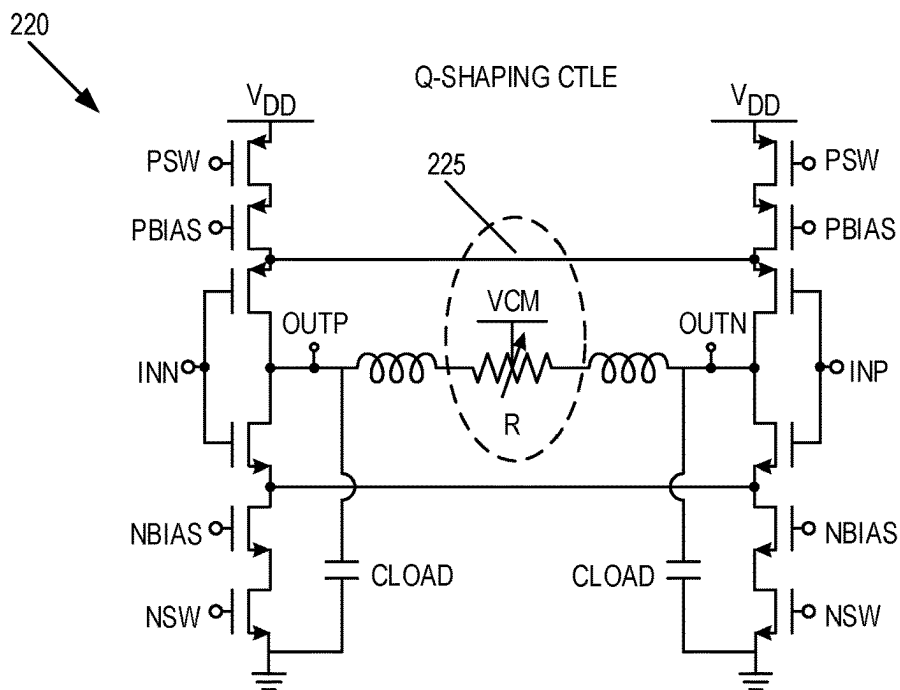 220
Q-SHAPING CTLE
VDD
VDD
PSW
225
PSW
PBIAS
PBIAS
VCM
OUTP
OUTN
INN
INP
R
NBIAS
NBIAS
CLOAD
CLOAD
NSW
NSW